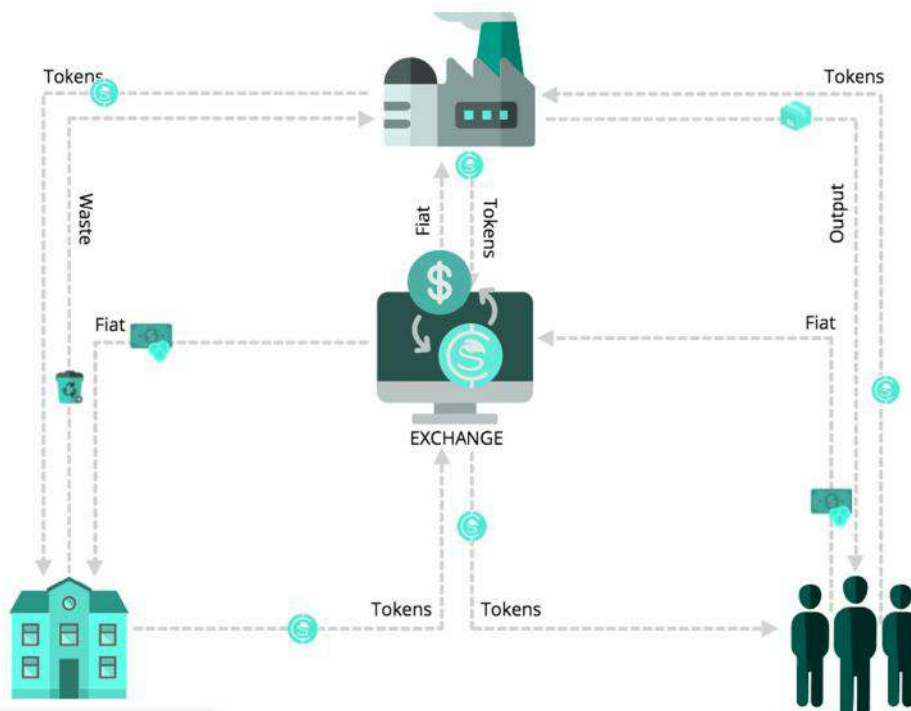 Tokens
Tokens
Waste
Fiat
Tokens
Output
Fiat
$
S
Fiat
EXCHANGE
Tokens
Tokens